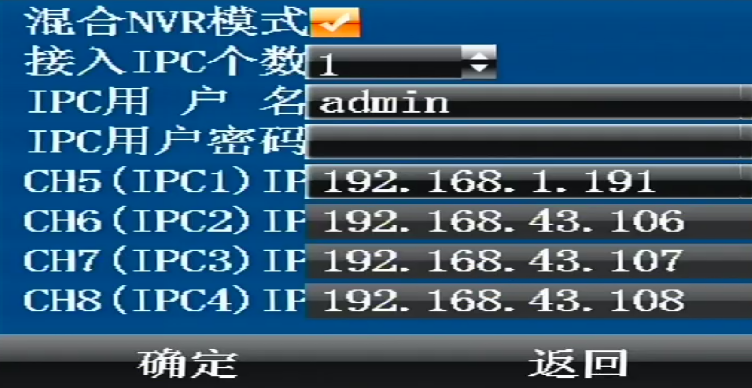 混合NVR模式
接入IPC个数 1
IPC用 户 名 admin
IPC用户密码
CH5(IPC1)IP 192.168.1.191
CH6(IPC2)IP 192.168.43.106
CH7(IPC3)IP 192.168.43.107
CH8(IPC4)IP 192.168.43.108
确定 返回